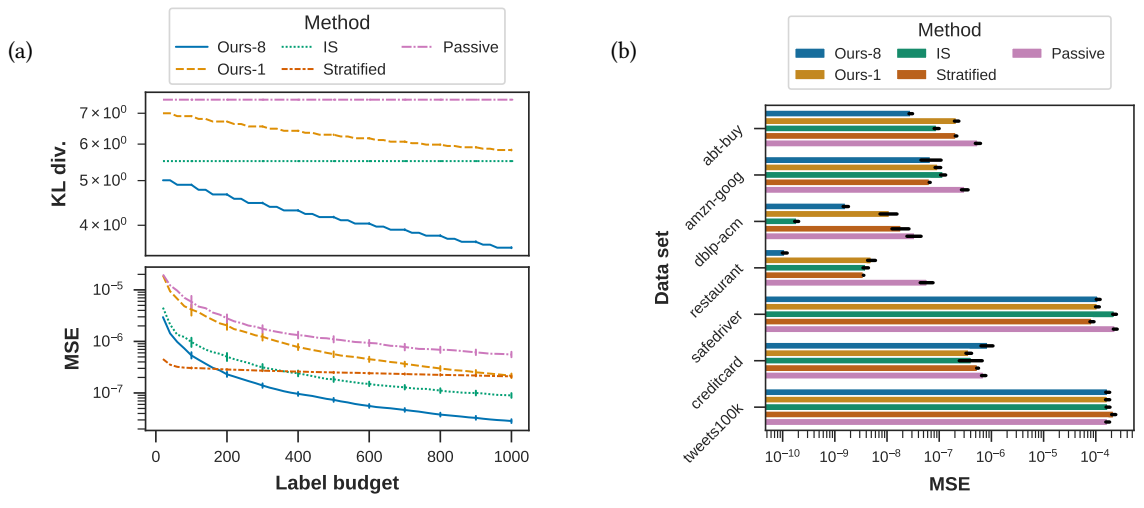 (a)
Method
Ours-8 IS Passive
Ours-1 Stratified
KL div.
7 × 10⁰
6 × 10⁰
5 × 10⁰
4 × 10⁰
MSE
10⁻⁵
10⁻⁶
10⁻⁷
0 200 400 600 800 1000
Label budget
(b)
Method
Ours-8 IS Passive
Ours-1 Stratified
Data set
abt-buy
amzn-goog
dblp-acm
restaurant
safedriver
creditcard
tweets100k
10⁻¹⁰ 10⁻⁹ 10⁻⁸ 10⁻⁷ 10⁻⁶ 10⁻⁵ 10⁻⁴
MSE